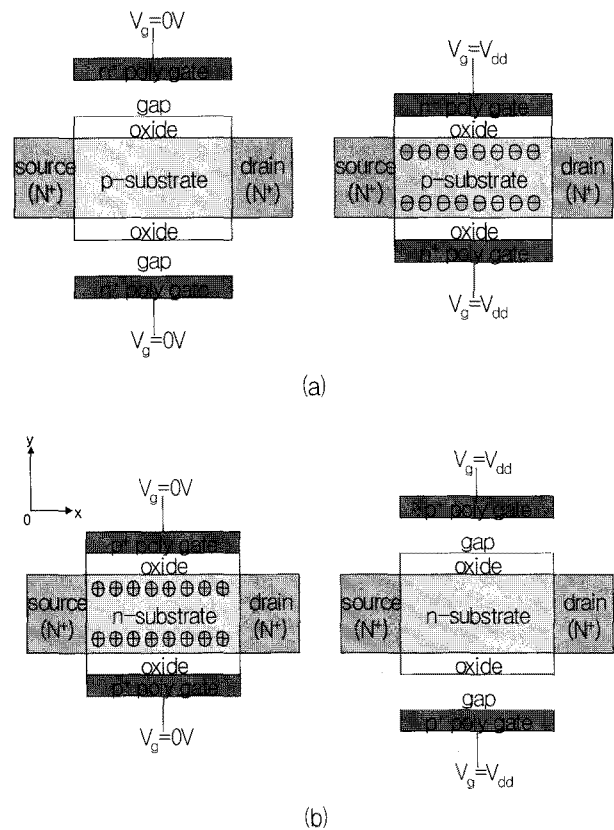 V_g=0V
n⁺ poly gate
gap
oxide
source
(N⁺)
p-substrate
drain
(N⁺)
oxide
gap
n⁺ poly gate
V_g=0V
V_g=V_dd
n⁺ poly gate
oxide
source
(N⁺)
p-substrate
drain
(N⁺)
oxide
n⁺ poly gate
V_g=V_dd
(a)
y
0
x
V_g=0V
p⁺ poly gate
oxide
source
(N⁺)
n-substrate
drain
(N⁺)
oxide
p⁺ poly gate
V_g=0V
V_g=V_dd
p⁺ poly gate
gap
oxide
source
(N⁺)
n-substrate
drain
(N⁺)
oxide
gap
p⁺ poly gate
V_g=V_dd
(b)